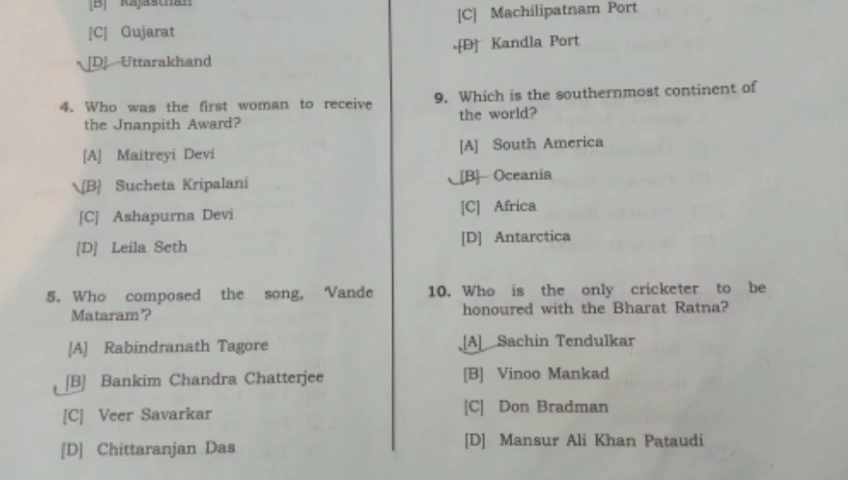 [B] Rajasthan
[C] Gujarat
[D] Uttarakhand
4. Who was the first woman to receive
the Jnanpith Award?
[A] Maitreyi Devi
[B] Sucheta Kripalani
[C] Ashapurna Devi
[D] Leila Seth
5. Who composed the song, 'Vande
Mataram'?
[A] Rabindranath Tagore
[B] Bankim Chandra Chatterjee
[C] Veer Savarkar
[D] Chittaranjan Das
[C] Machilipatnam Port
[D] Kandla Port
9. Which is the southernmost continent of
the world?
[A] South America
[B] Oceania
[C] Africa
[D] Antarctica
10. Who is the only cricketer to be
honoured with the Bharat Ratna?
[A] Sachin Tendulkar
[B] Vinoo Mankad
[C] Don Bradman
[D] Mansur Ali Khan Pataudi